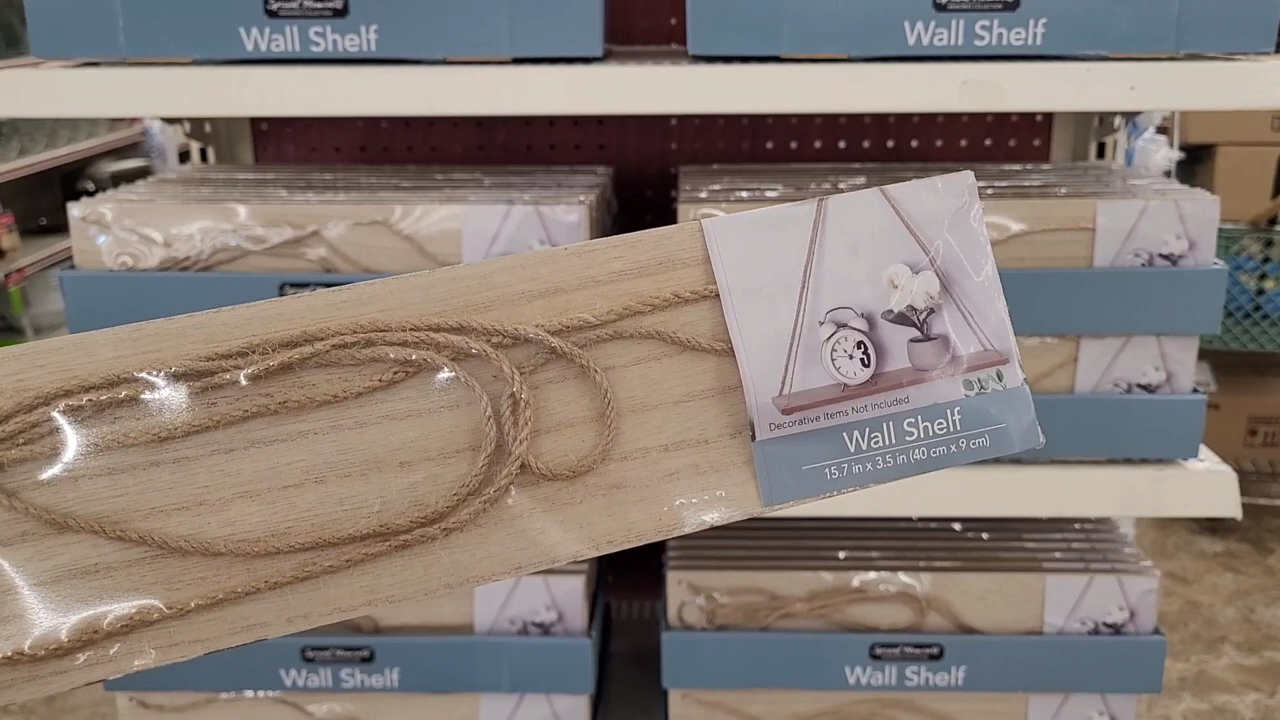 Wall Shelf
Wall Shelf
3
Decorative Items Not Included
Wall Shelf
15.7 in x 3.5 in (40 cm x 9 cm)
Wall Shelf
Wall Shelf